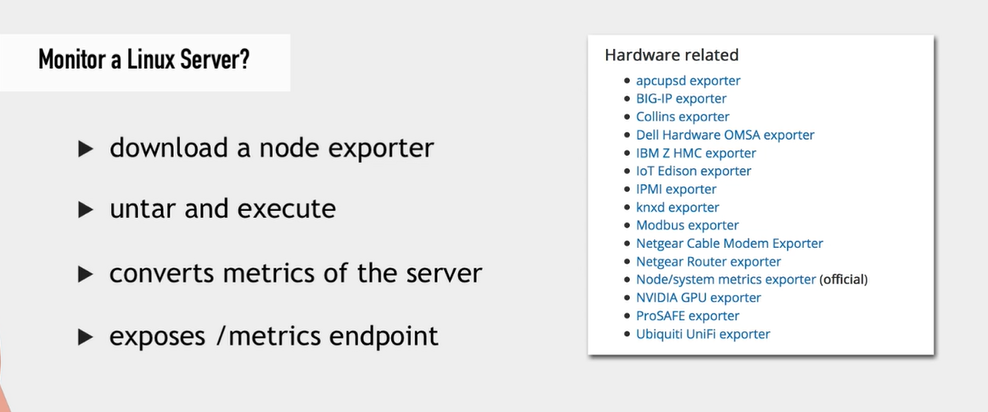 Monitor a Linux Server?
download a node exporter
untar and execute
converts metrics of the server
exposes /metrics endpoint
Hardware related
apcupsd exporter
BIG-IP exporter
Collins exporter
Dell Hardware OMSA exporter
IBM Z HMC exporter
IoT Edison exporter
IPMI exporter
knxd exporter
Modbus exporter
Netgear Cable Modem Exporter
Netgear Router exporter
Node/system metrics exporter (official)
NVIDIA GPU exporter
ProSAFE exporter
Ubiquiti UniFi exporter